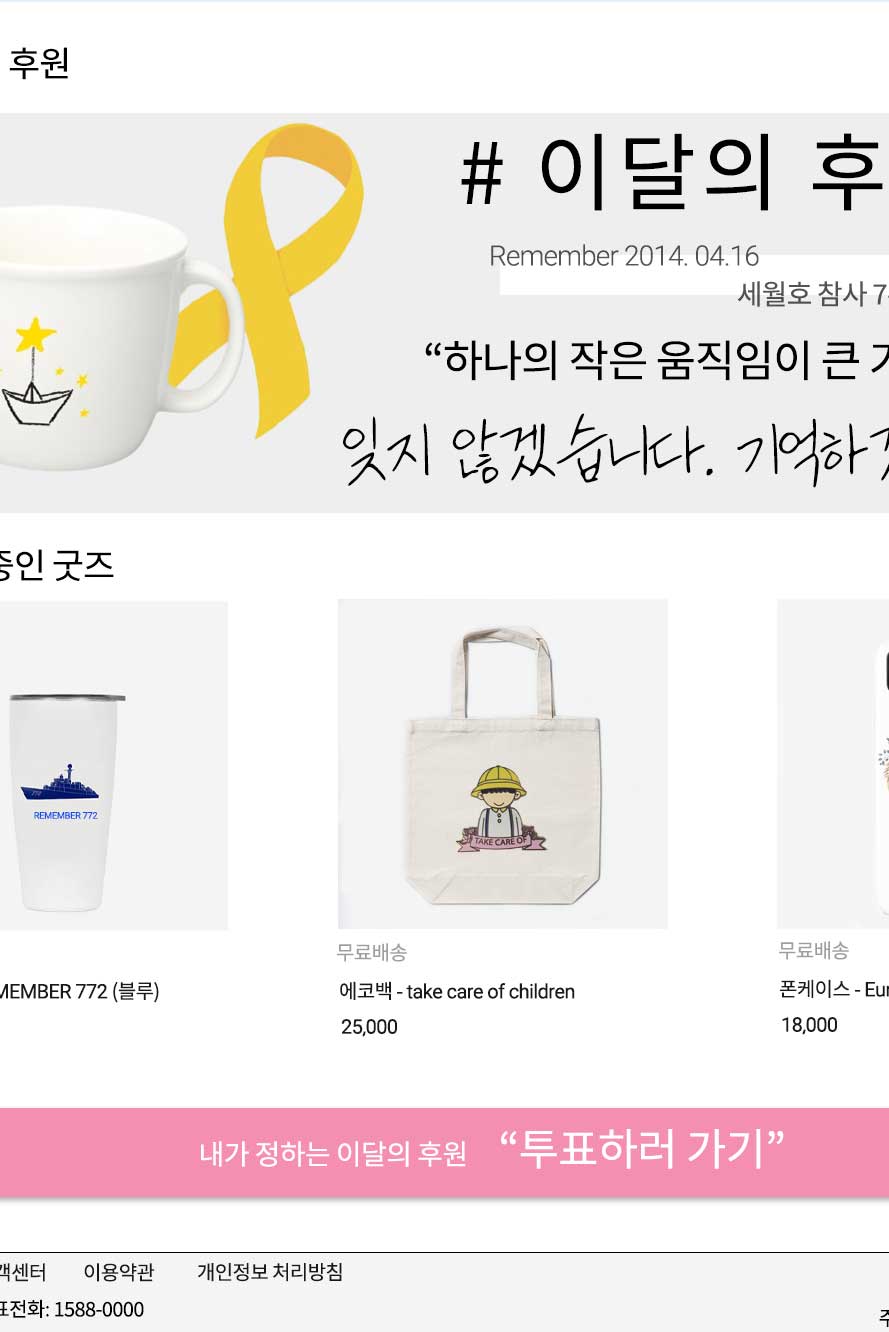 후원
# 이달의 후
Remember 2014. 04.16
세월호 참사 7
“하나의 작은 움직임이 큰
잊지 않겠습니다. 기억하
중인 굿즈
772
REMEMBER 772
TAKE CARE OF
무료배송
무료배송
MEMBER 772 (블루)
에코백 - take care of children
폰케이스 - Eur
25,000
18,000
내가 정하는 이달의 후원 “투표하러 가기”
객센터 이용약관 개인정보 처리방침
표전화: 1588-0000
주